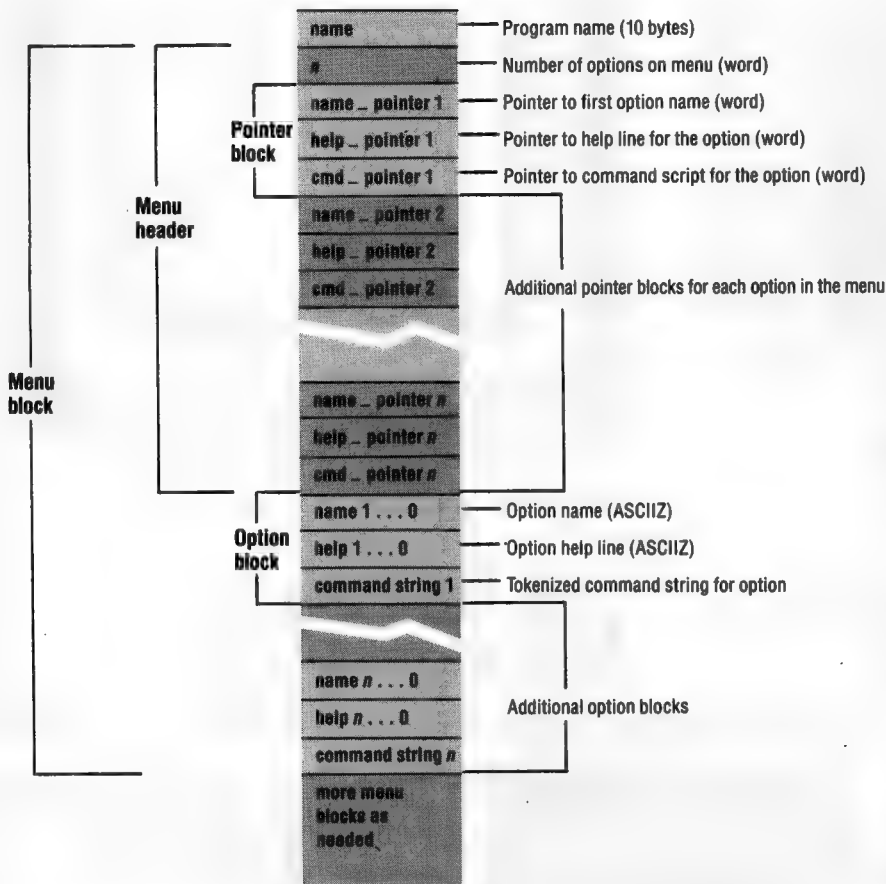 name
Program name (10 bytes)
n
Number of options on menu (word)
Pointer block
name _ pointer 1
Pointer to first option name (word)
help _ pointer 1
Pointer to help line for the option (word)
cmd _ pointer 1
Pointer to command script for the option (word)
Menu header
name _ pointer 2
help _ pointer 2
cmd _ pointer 2
Additional pointer blocks for each option in the menu
Menu block
name _ pointer n
help _ pointer n
cmd _ pointer n
Option block
name 1 . . . 0
Option name (ASCIIZ)
help 1 . . . 0
Option help line (ASCIIZ)
command string 1
Tokenized command string for option
name n . . . 0
help n . . . 0
command string n
Additional option blocks
more menu
blocks as
needed